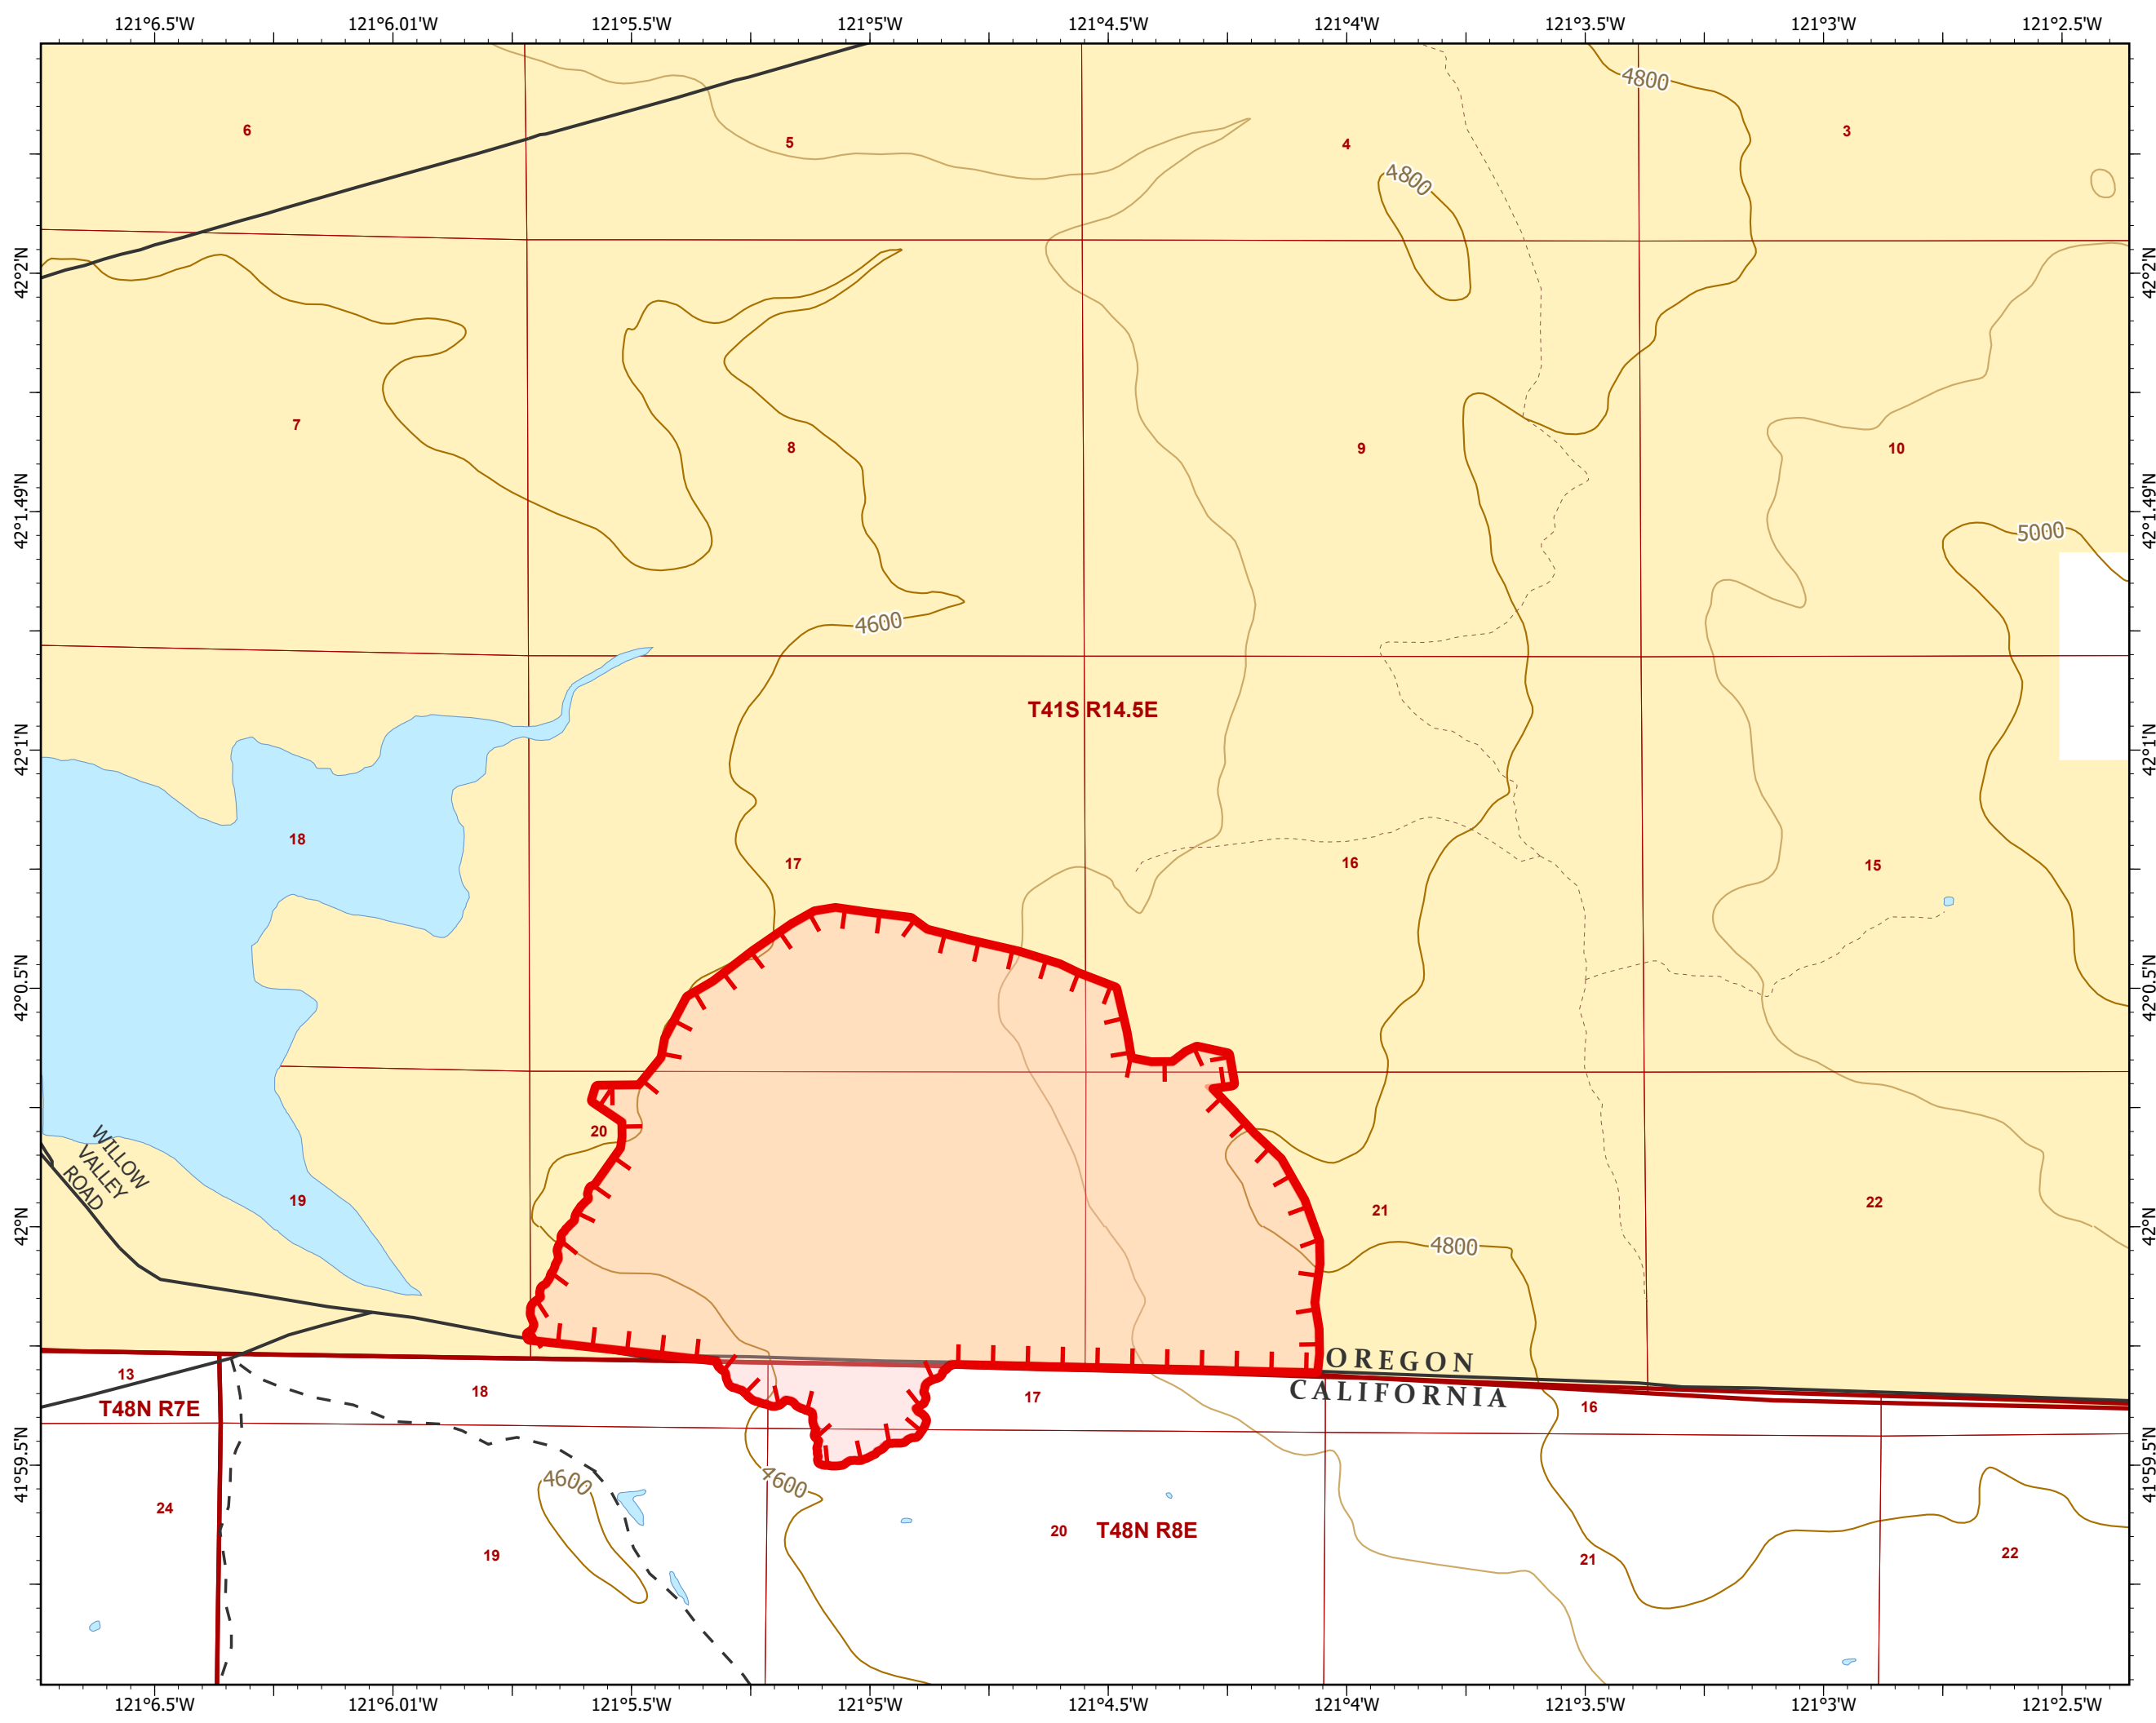 121°6.5'W 121°6.01'W 121°5.5'W 121°5'W 121°4.5'W 121°4'W 121°3.5'W 121°3'W 121°2.5'W
4800
6 5 4 3
4800
42°2'N 42°2'N
7 8 9 10
42°1.49'N 42°1.49'N
5000
4600
T41S R14.5E
42°1'N 42°1'N
18 17 16 15
42°0.5'N 42°0.5'N
20
WILLOW
VALLEY
ROAD
19 21 22
42°N 42°N
4800
OREGON
CALIFORNIA
13 18 17 16
T48N R7E
41°59.5'N 41°59.5'N
4600 4600
24 19 20 T48N R8E 21 22
121°6.5'W 121°6.01'W 121°5.5'W 121°5'W 121°4.5'W 121°4'W 121°3.5'W 121°3'W 121°2.5'W